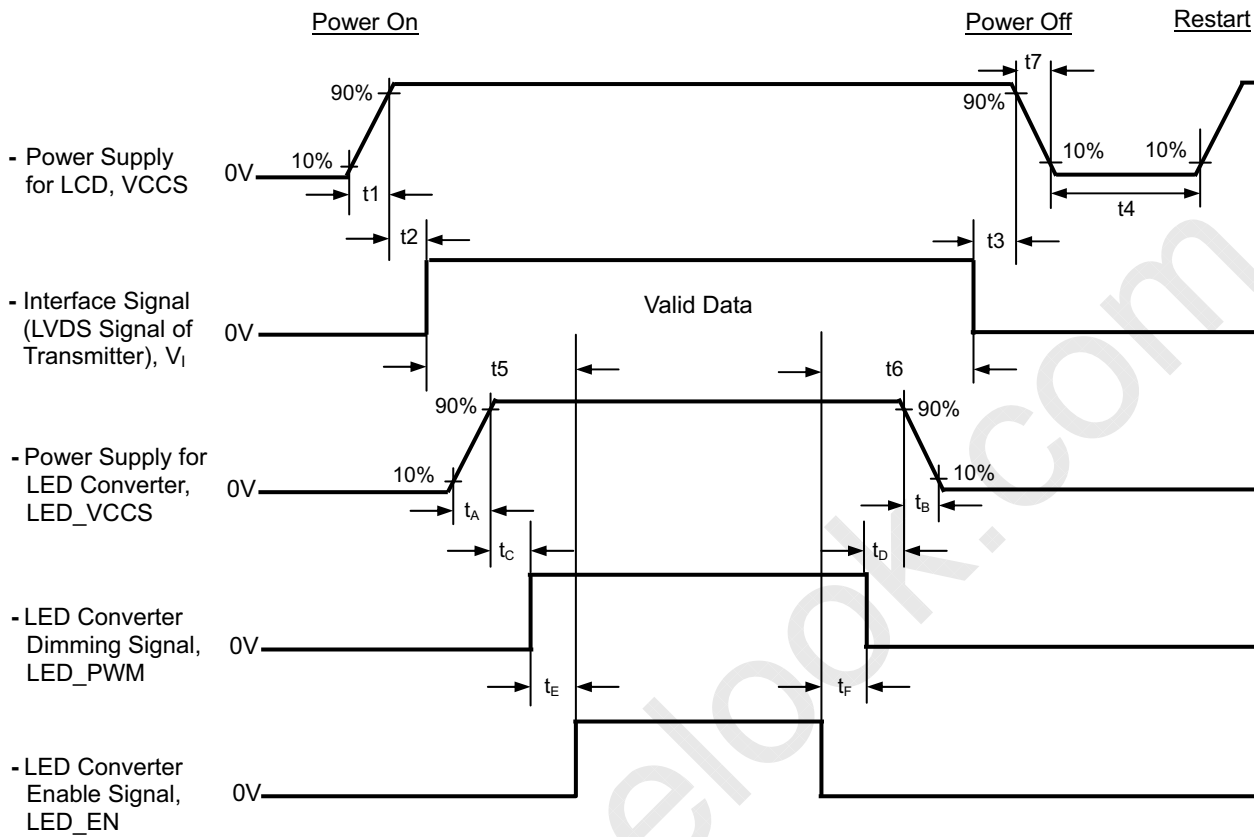 Power On
Power Off
Restart
t7
90%
90%
10%
10%
10%
- Power Supply
for LCD, VCCS
0V
t1
t4
t2
t3
- Interface Signal
(LVDS Signal of
Transmitter), VI
0V
Valid Data
t5
t6
90%
90%
- Power Supply for
LED Converter,
LED_VCCS
0V
10%
10%
tA
tB
tC
tD
- LED Converter
Dimming Signal,
LED_PWM
0V
tE
tF
- LED Converter
Enable Signal,
LED_EN
0V
elook.com